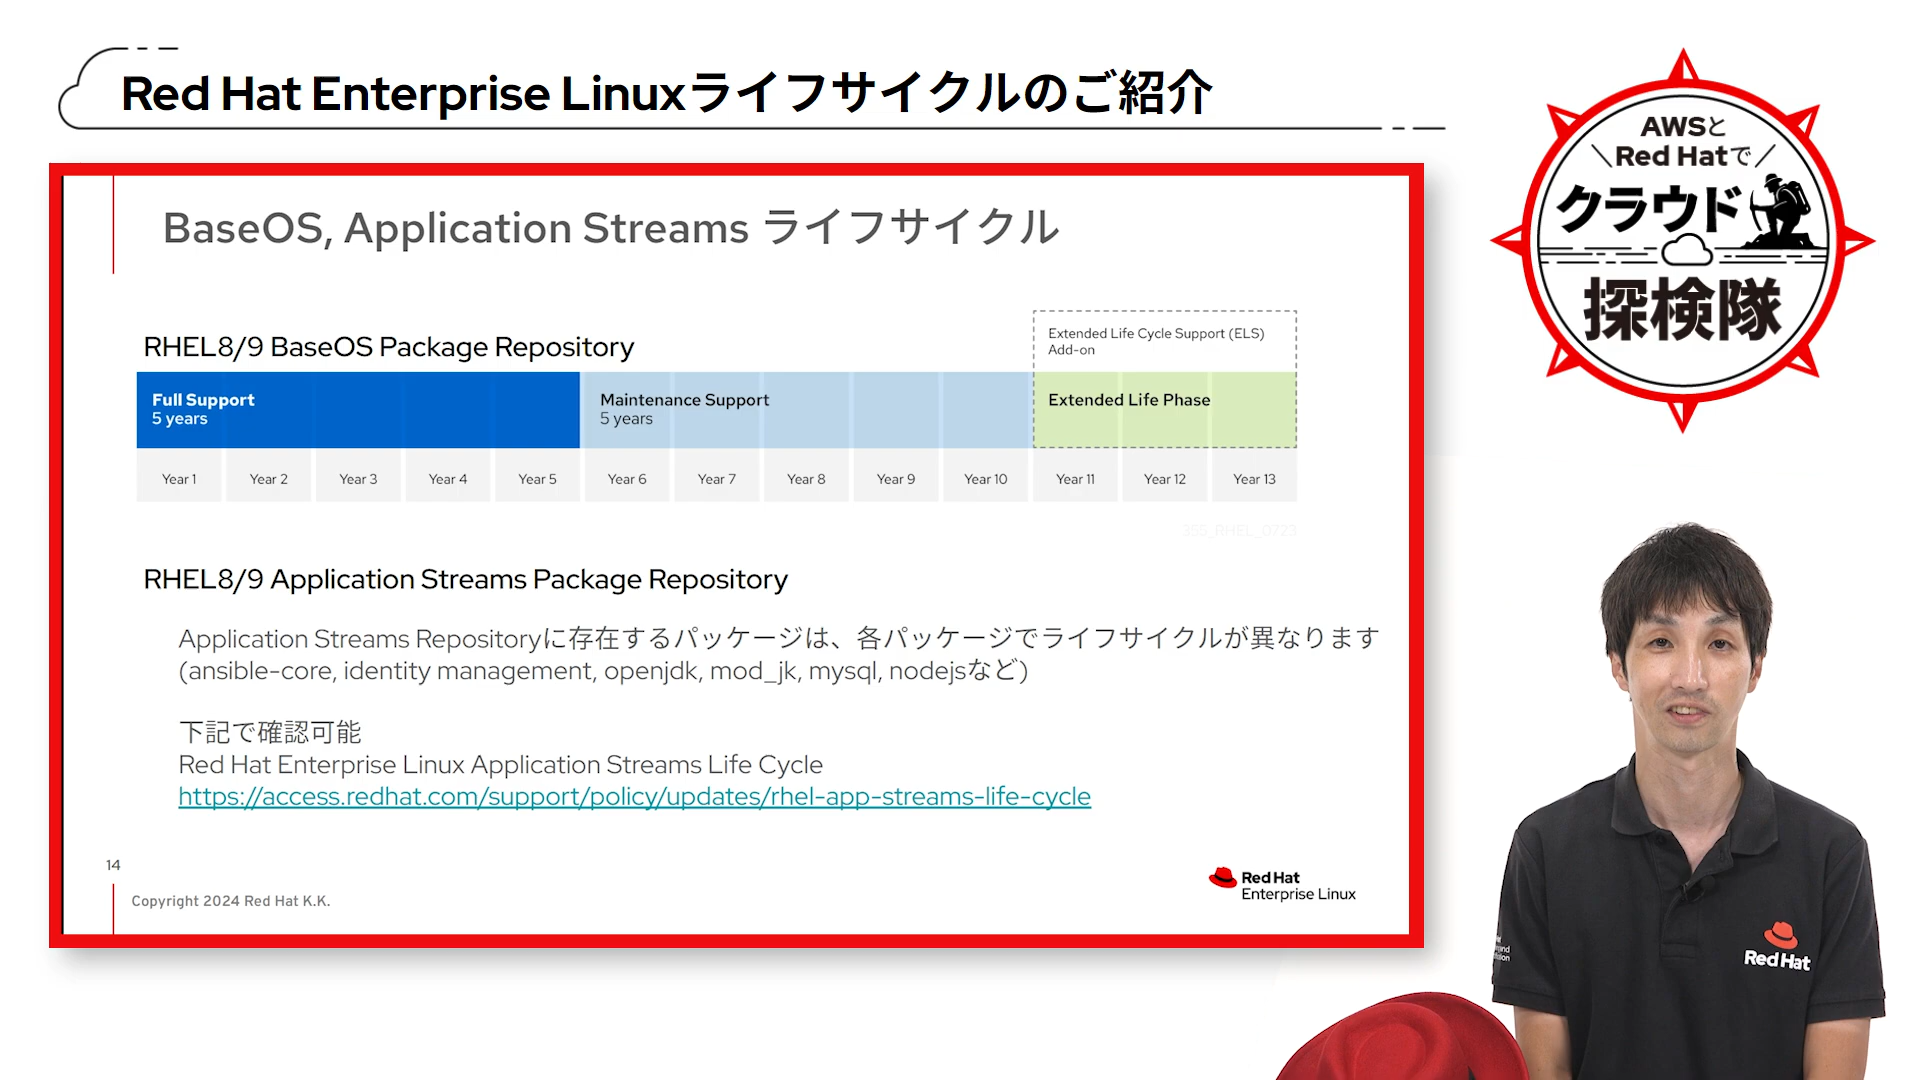 Red Hat Enterprise Linuxライフサイクルのご紹介
AWSと
Red Hatで
クラウド
探検隊
BaseOS, Application Streams ライフサイクル
RHEL8/9 BaseOS Package Repository
Extended Life Cycle Support (ELS)
Add-on
Full Support
5 years
Maintenance Support
5 years
Extended Life Phase
Year 1 Year 2 Year 3 Year 4 Year 5 Year 6 Year 7 Year 8 Year 9 Year 10 Year 11 Year 12 Year 13
355_RHEL_0723
RHEL8/9 Application Streams Package Repository
Application Streams Repositoryに存在するパッケージは、各パッケージでライフサイクルが異なります
(ansible-core, identity management, openjdk, mod_jk, mysql, nodejsなど)
下記で確認可能
Red Hat Enterprise Linux Application Streams Life Cycle
https://access.redhat.com/support/policy/updates/rhel-app-streams-life-cycle
14
Copyright 2024 Red Hat K.K.
Red Hat
Enterprise Linux
Red Hat